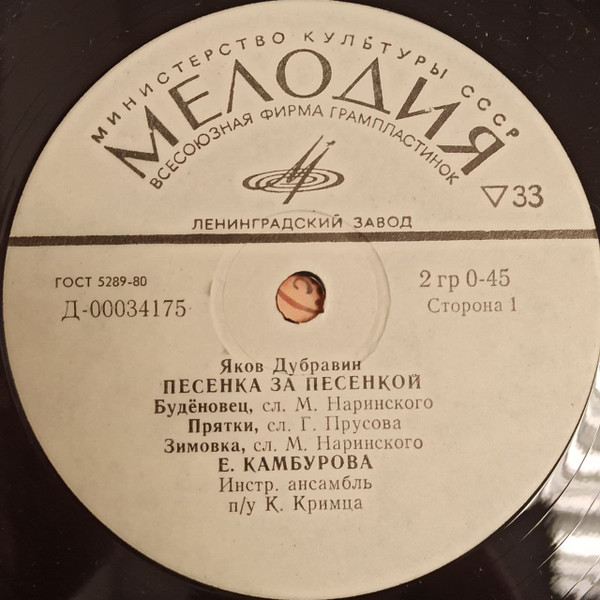 МИНИСТЕРСТВО КУЛЬТУРЫ СССР
МЕЛОДИЯ
ВСЕСОЮЗНАЯ ФИРМА ГРАМПЛАСТИНОК
33
ЛЕНИНГРАДСКИЙ ЗАВОД
ГОСТ 5289-80
Д-00034175
2 гр 0-45
Сторона 1
Яков Дубравин
ПЕСЕНКА ЗА ПЕСЕНКОЙ
Будёновец, сл. М. Наринского
Прятки, сл. Г. Прусова
Зимовка, сл. М. Наринского
Е. КАМБУРОВА
Инстр. ансамбль
п/у К. Кримца